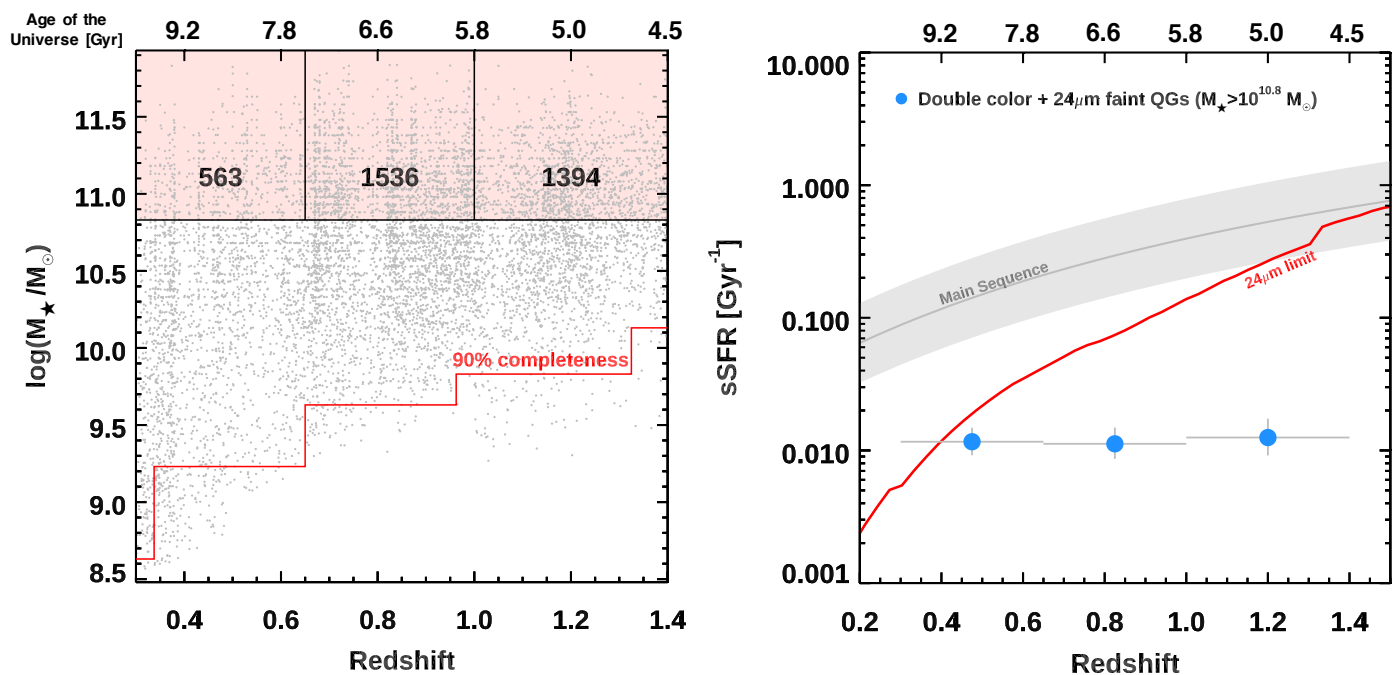 Age of the
Universe [Gyr]
9.2 7.8 6.6 5.8 5.0 4.5
11.5
11.0
10.5
10.0
9.5
9.0
8.5
log(M★/M☉)
563 1536 1394
90% completeness
0.4 0.6 0.8 1.0 1.2 1.4
Redshift
9.2 7.8 6.6 5.8 5.0 4.5
10.000
1.000
0.100
0.010
0.001
sSFR [Gyr⁻¹]
Double color + 24μm faint QGs (M★>10¹⁰·⁸ M☉)
Main Sequence
24μm limit
0.2 0.4 0.6 0.8 1.0 1.2 1.4
Redshift